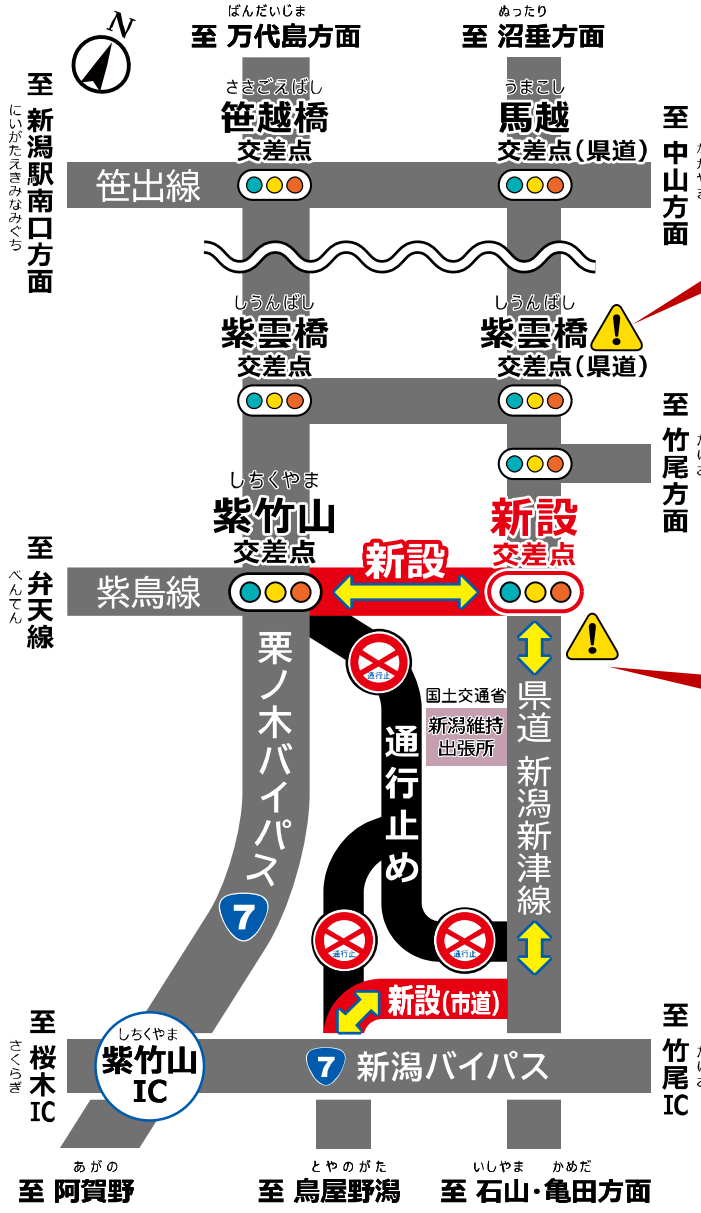 N
ばんだいじま
至 万代島方面
ぬったり
至 沼垂方面
ささごえばし
笹越橋
交差点
うまこし
馬越
交差点(県道)
至 新潟駅南口方面
にいがたえきみなみぐち
笹出線
至 中山方面
なかやま
しうんばし
紫雲橋
交差点
しうんばし
紫雲橋
交差点(県道)
!
至 竹尾方面
しちくやま
紫竹山
交差点
新設
新設
交差点
至 弁天線
べんてん
紫鳥線
!
通行止
栗ノ木バイパス
通行止め
国土交通省
新潟維持
出張所
県道 新潟新津線
7
通行止
通行止
新設(市道)
至 桜木IC
さくらぎ
しちくやま
紫竹山
IC
7
新潟バイパス
至 竹尾IC
あがの
至 阿賀野
とやのがた
至 鳥屋野潟
いしやま かめだ
至 石山・亀田方面